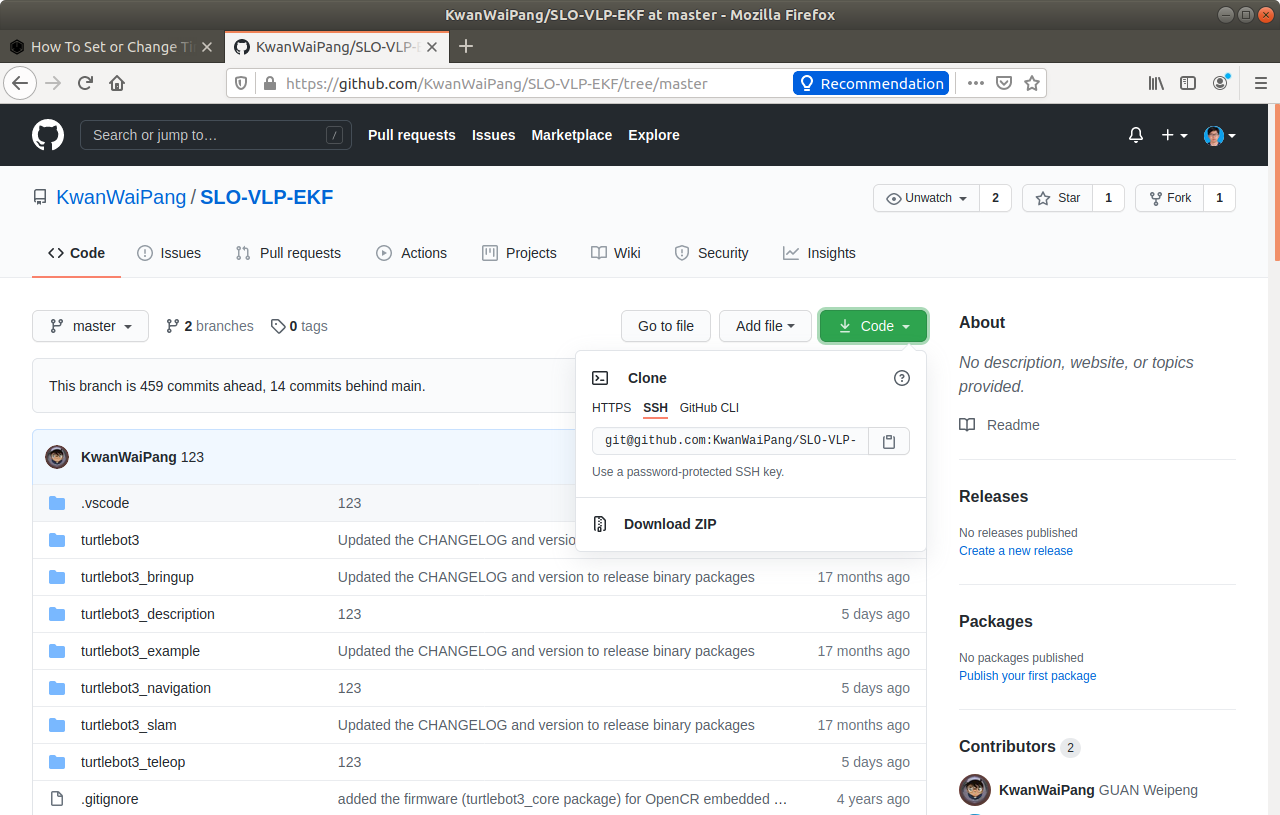 KwanWaiPang/SLO-VLP-EKF at master - Mozilla Firefox
How To Set or Change Ti
KwanWaiPang/SLO-VLP-E
https://github.com/KwanWaiPang/SLO-VLP-EKF/tree/master
Recommendation
Search or jump to…
/
Pull requests
Issues
Marketplace
Explore
KwanWaiPang / SLO-VLP-EKF
Unwatch 2
Star 1
Fork 1
Code
Issues
Pull requests
Actions
Projects
Wiki
Security
Insights
master
2 branches
0 tags
Go to file
Add file
Code
This branch is 459 commits ahead, 14 commits behind main.
Clone
HTTPS SSH GitHub CLI
git@github.com:KwanWaiPang/SLO-VLP-
Use a password-protected SSH key.
Download ZIP
KwanWaiPang 123
.vscode 123
turtlebot3 Updated the CHANGELOG and versio
turtlebot3_bringup Updated the CHANGELOG and version to release binary packages 17 months ago
turtlebot3_description 123 5 days ago
turtlebot3_example Updated the CHANGELOG and version to release binary packages 17 months ago
turtlebot3_navigation 123 5 days ago
turtlebot3_slam Updated the CHANGELOG and version to release binary packages 17 months ago
turtlebot3_teleop 123 5 days ago
.gitignore added the firmware (turtlebot3_core package) for OpenCR embedded … 4 years ago
About
No description, website, or topics
provided.
Readme
Releases
No releases published
Create a new release
Packages
No packages published
Publish your first package
Contributors 2
KwanWaiPang GUAN Weipeng